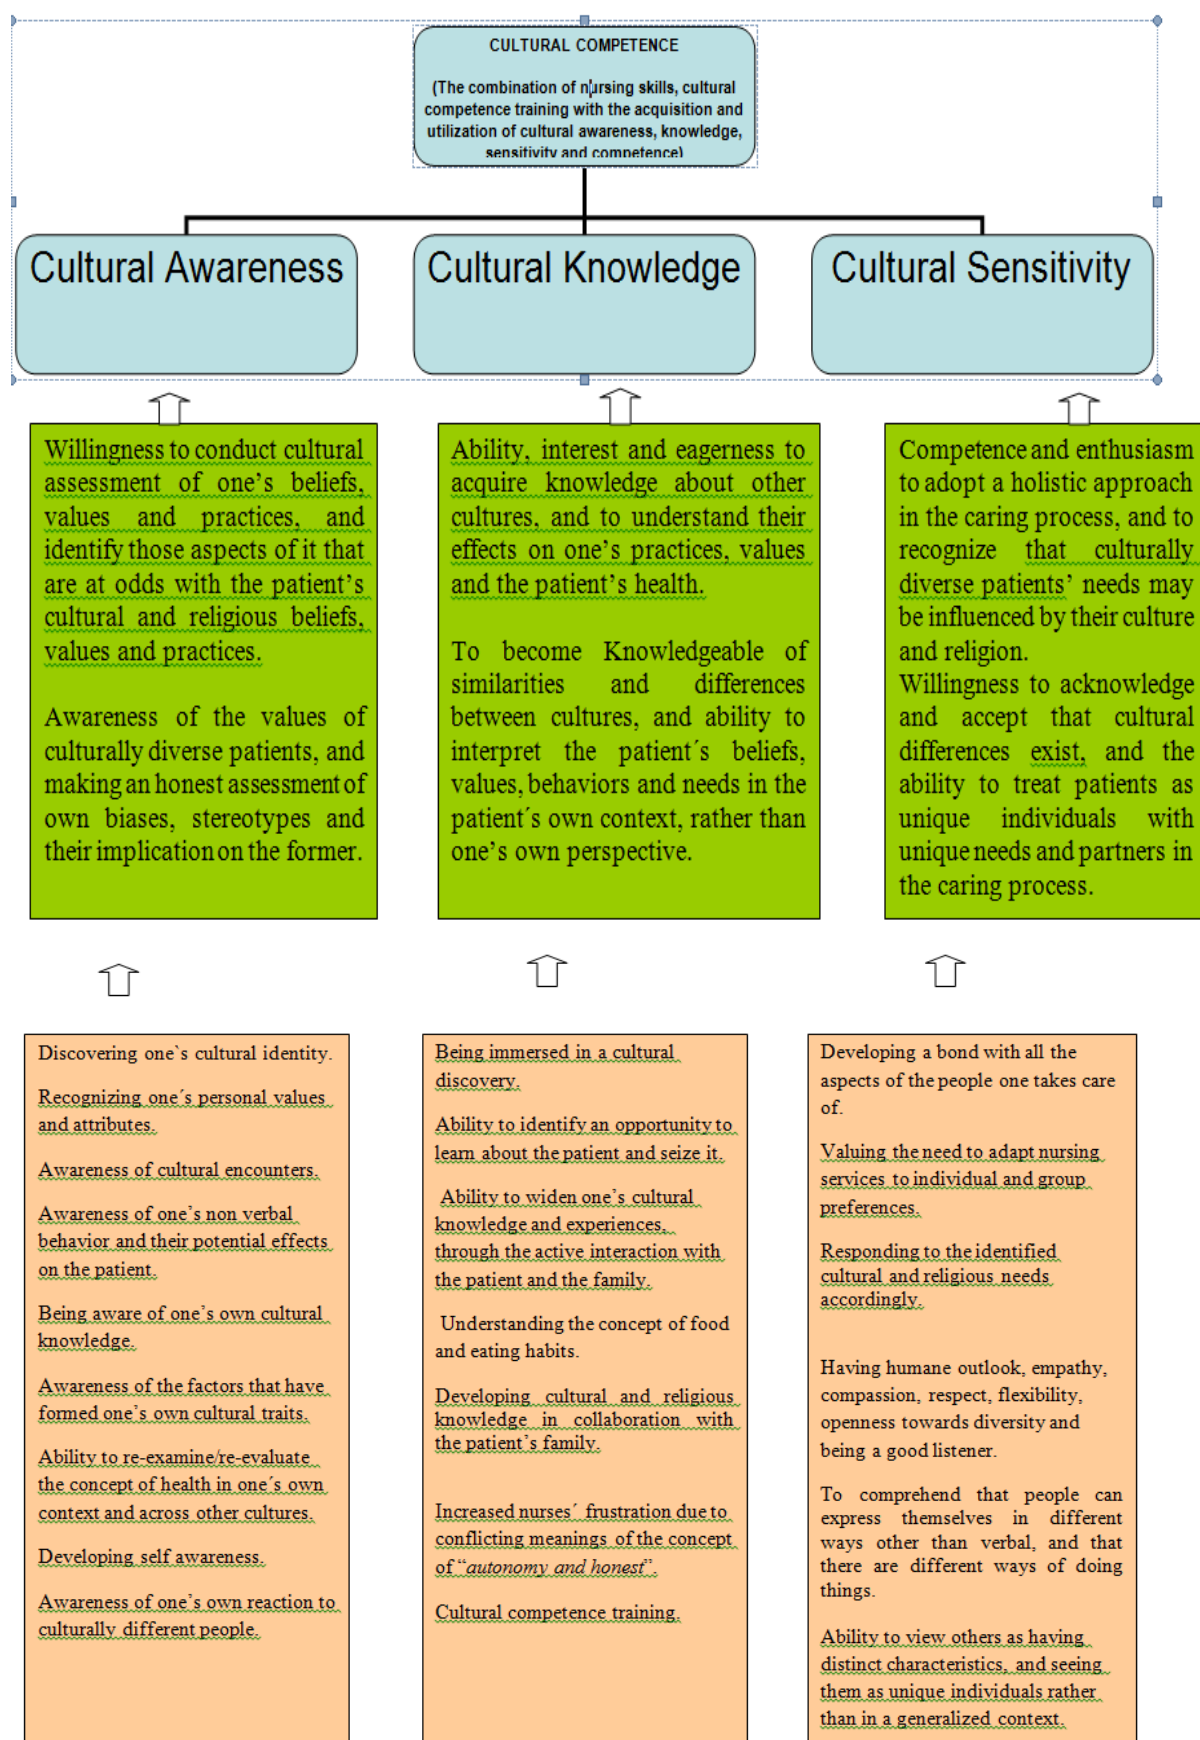 CULTURAL COMPETENCE
(The combination of nursing skills, cultural
competence training with the acquisition and
utilization of cultural awareness, knowledge,
sensitivity and competence)
Cultural Awareness
Cultural Knowledge
Cultural Sensitivity
Willingness to conduct cultural
assessment of one’s beliefs,
values and practices, and
identify those aspects of it that
are at odds with the patient’s
cultural and religious beliefs,
values and practices.
Awareness of the values of
culturally diverse patients, and
making an honest assessment of
own biases, stereotypes and
their implication on the former.
Ability, interest and eagerness to
acquire knowledge about other
cultures, and to understand their
effects on one’s practices, values
and the patient’s health.
To become Knowledgeable of
similarities and differences
between cultures, and ability to
interpret the patient´s beliefs,
values, behaviors and needs in the
patient´s own context, rather than
one’s own perspective.
Competence and enthusiasm
to adopt a holistic approach
in the caring process, and to
recognize that culturally
diverse patients’ needs may
be influenced by their culture
and religion.
Willingness to acknowledge
and accept that cultural
differences exist, and the
ability to treat patients as
unique individuals with
unique needs and partners in
the caring process.
Discovering one`s cultural identity.
Recognizing one´s personal values
and attributes.
Awareness of cultural encounters.
Awareness of one’s non verbal
behavior and their potential effects
on the patient.
Being aware of one’s own cultural
knowledge.
Awareness of the factors that have
formed one’s own cultural traits.
Ability to re-examine/re-evaluate
the concept of health in one´s own
context and across other cultures.
Developing self awareness.
Awareness of one’s own reaction to
culturally different people.
Being immersed in a cultural
discovery.
Ability to identify an opportunity to
learn about the patient and seize it.
Ability to widen one’s cultural
knowledge and experiences,
through the active interaction with
the patient and the family.
Understanding the concept of food
and eating habits.
Developing cultural and religious
knowledge in collaboration with
the patient’s family.
Increased nurses´ frustration due to
conflicting meanings of the concept
of “autonomy and honest”.
Cultural competence training.
Developing a bond with all the
aspects of the people one takes care
of.
Valuing the need to adapt nursing
services to individual and group
preferences.
Responding to the identified
cultural and religious needs
accordingly.
Having humane outlook, empathy,
compassion, respect, flexibility,
openness towards diversity and
being a good listener.
To comprehend that people can
express themselves in different
ways other than verbal, and that
there are different ways of doing
things.
Ability to view others as having
distinct characteristics, and seeing
them as unique individuals rather
than in a generalized context.